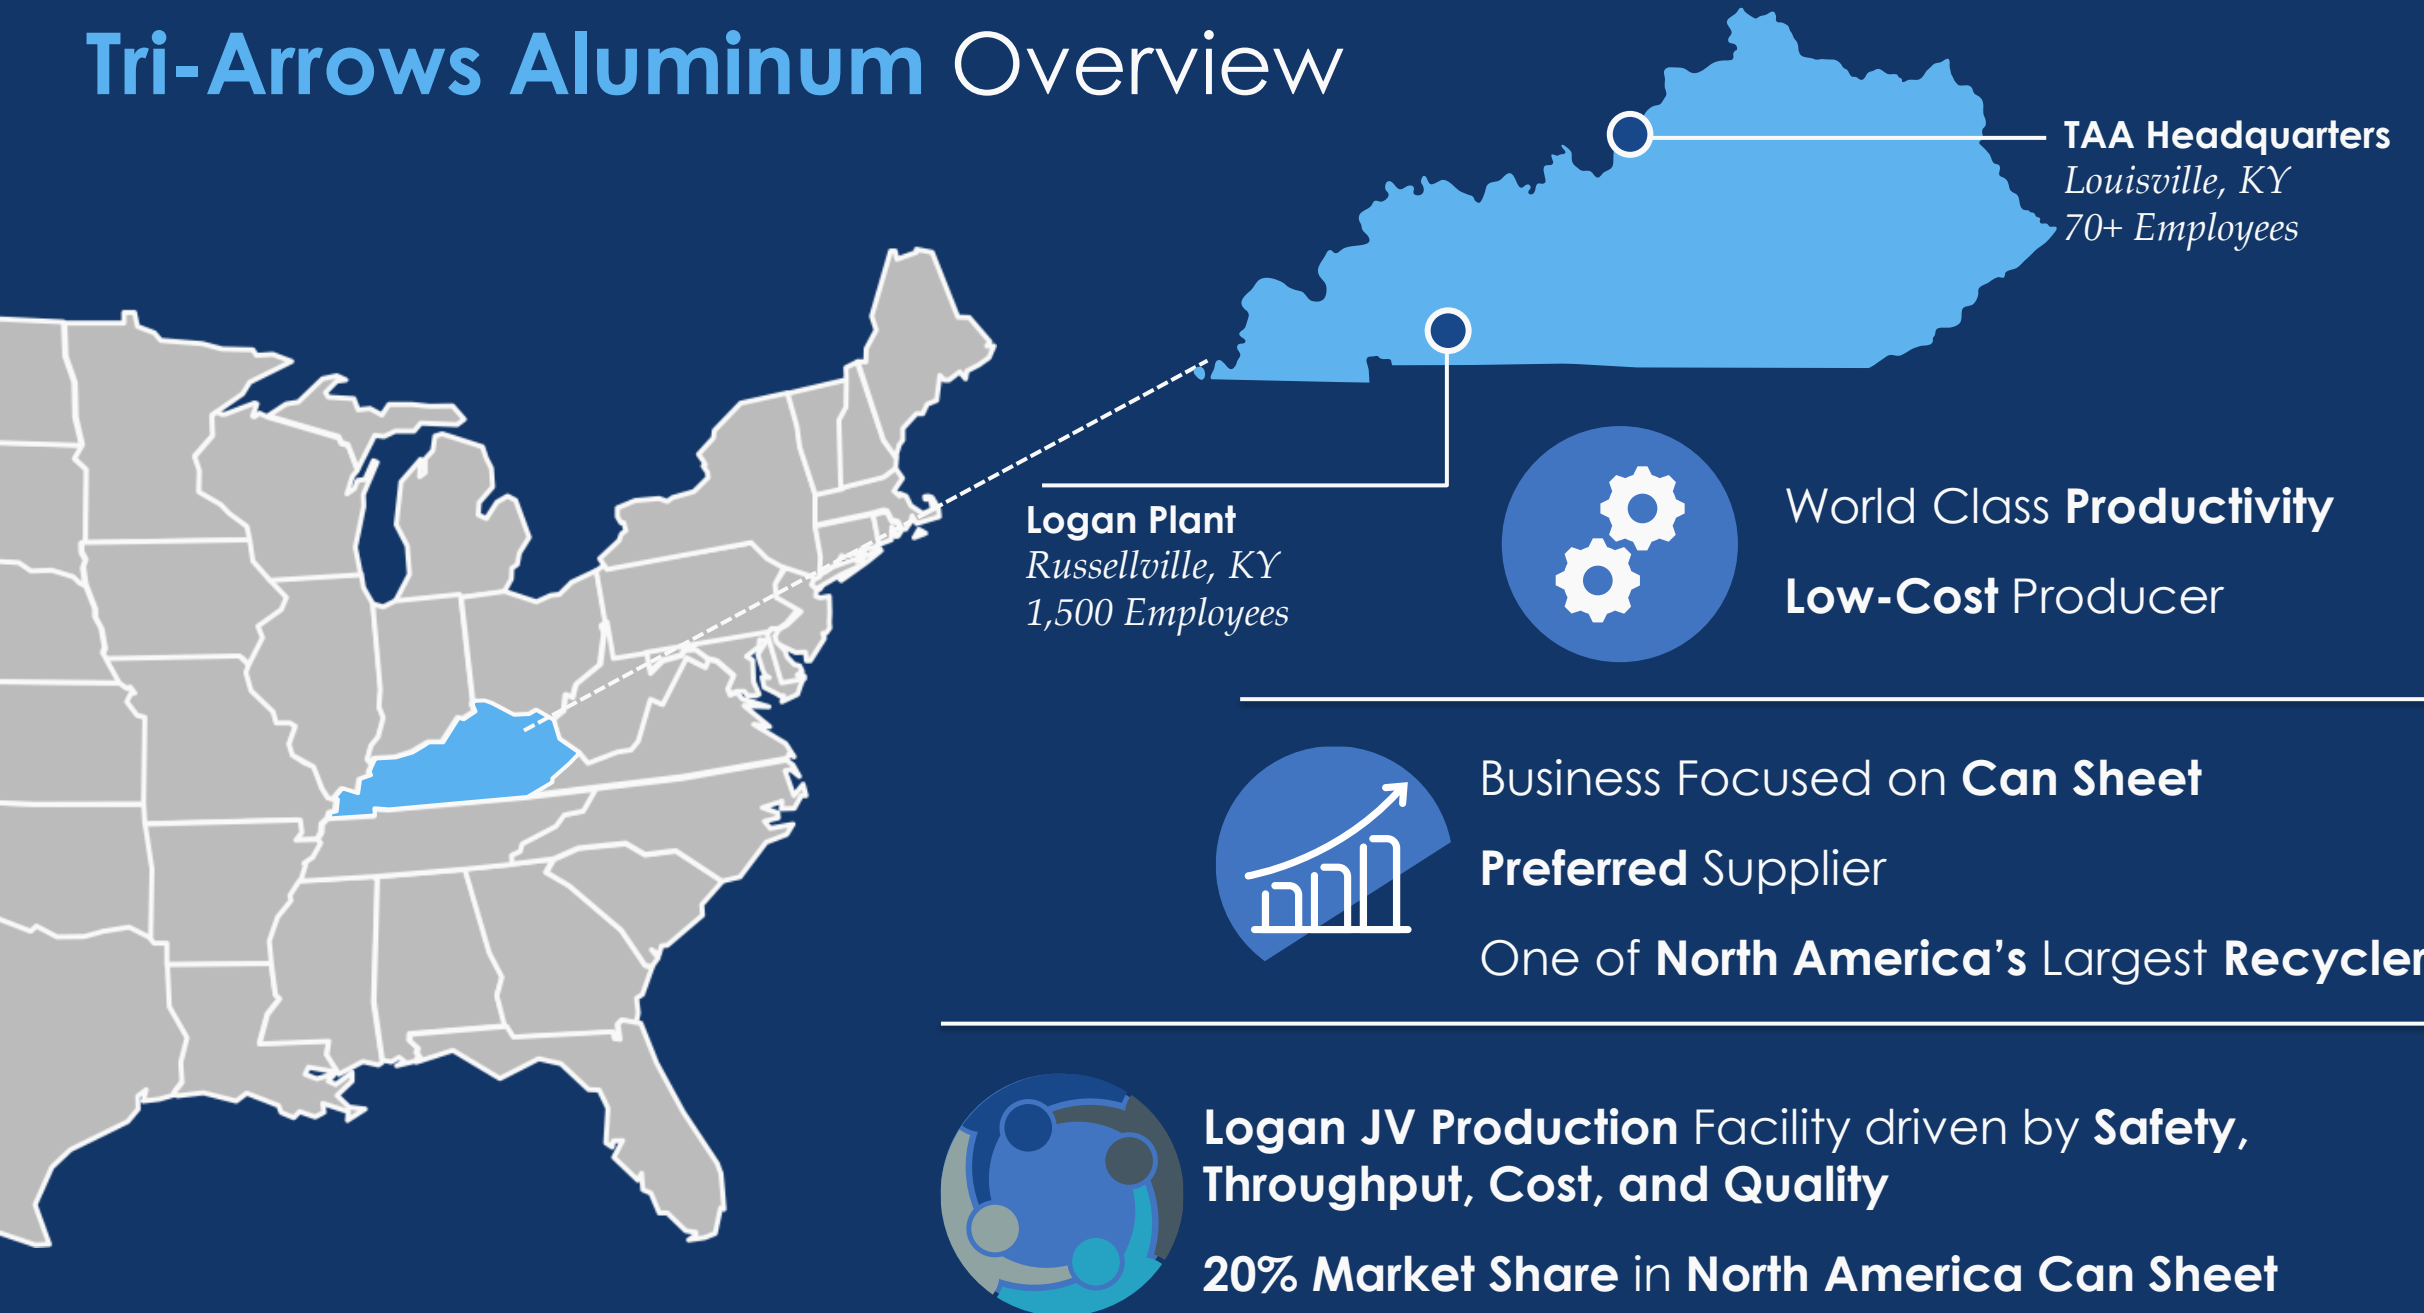 Tri-Arrows Aluminum Overview
TAA Headquarters
Louisville, KY
70+ Employees
Logan Plant
Russellville, KY
1,500 Employees
World Class Productivity
Low-Cost Producer
Business Focused on Can Sheet
Preferred Supplier
One of North America’s Largest Recycler
Logan JV Production Facility driven by Safety,
Throughput, Cost, and Quality
20% Market Share in North America Can Sheet